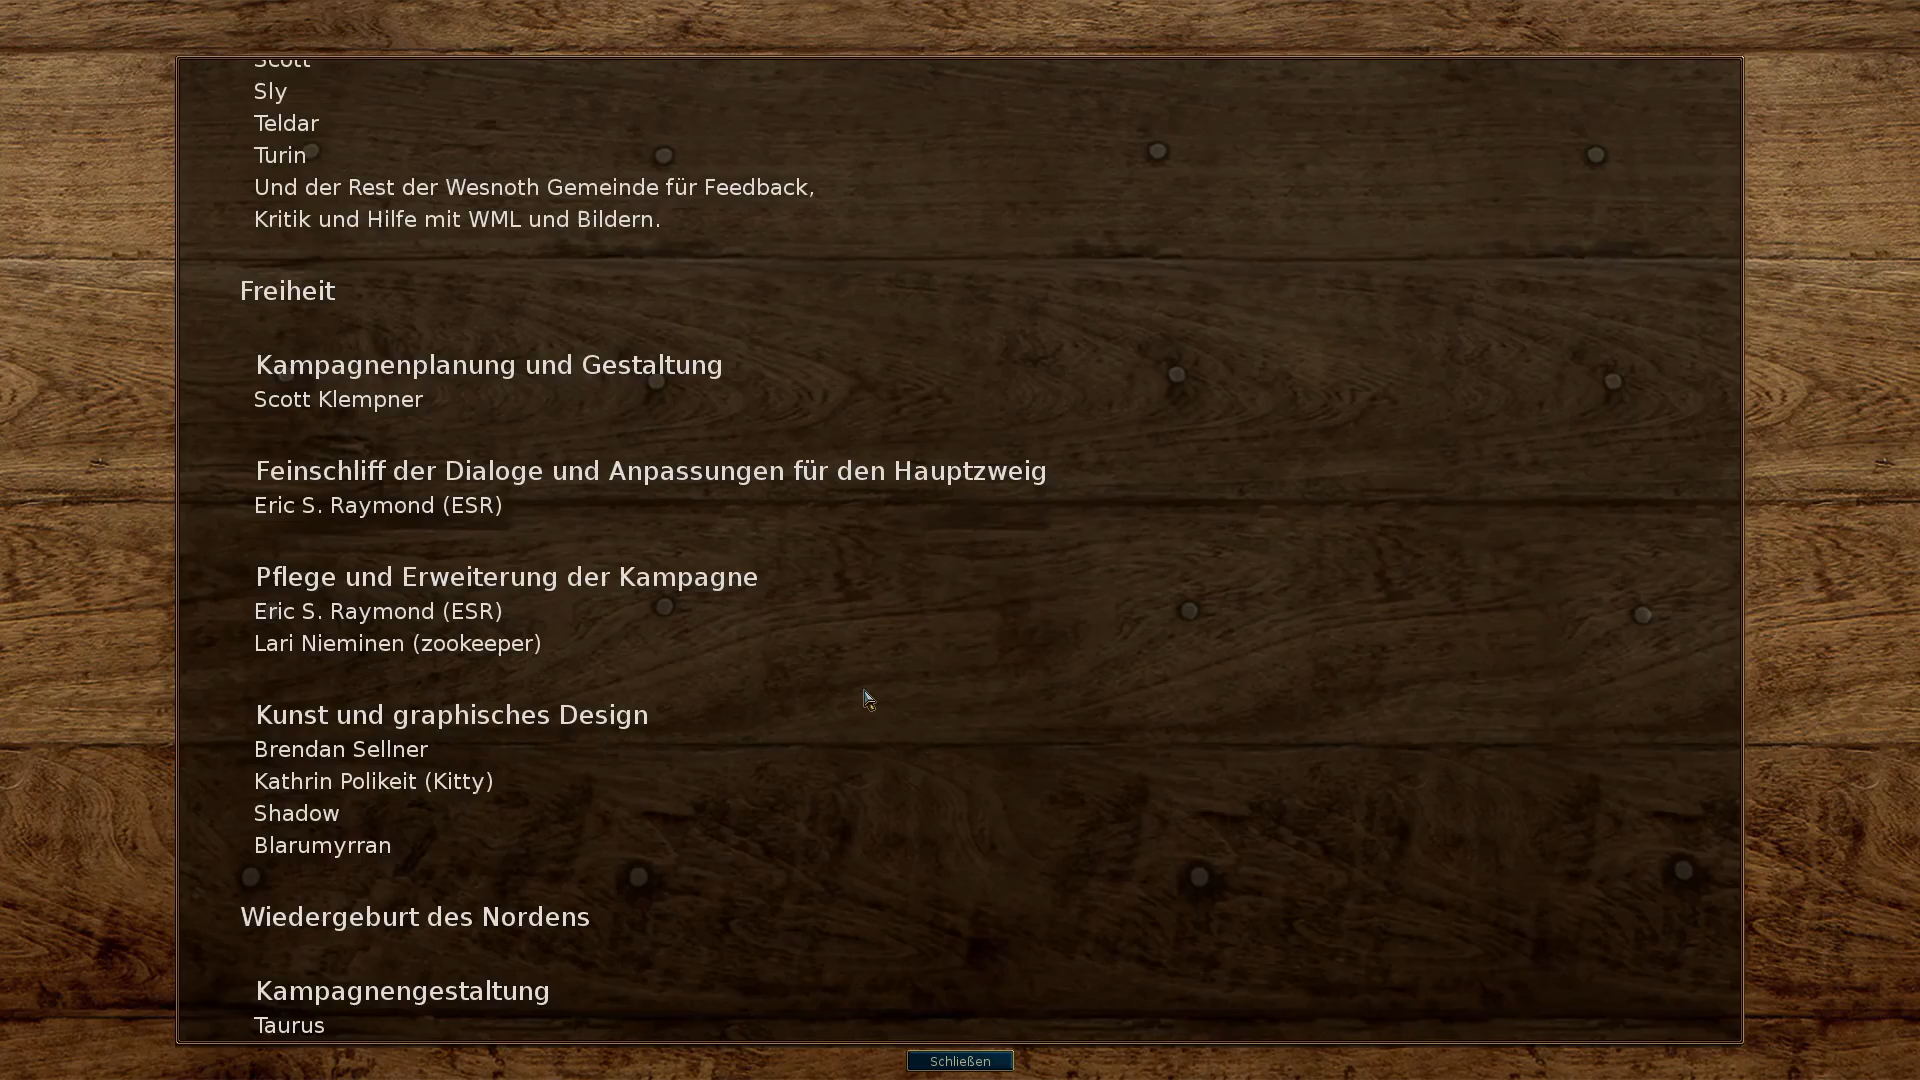 Scott
Sly
Teldar
Turin
Und der Rest der Wesnoth Gemeinde für Feedback,
Kritik und Hilfe mit WML und Bildern.
Freiheit
Kampagnenplanung und Gestaltung
Scott Klempner
Feinschliff der Dialoge und Anpassungen für den Hauptzweig
Eric S. Raymond (ESR)
Pflege und Erweiterung der Kampagne
Eric S. Raymond (ESR)
Lari Nieminen (zookeeper)
Kunst und graphisches Design
Brendan Sellner
Kathrin Polikeit (Kitty)
Shadow
Blarumyrran
Wiedergeburt des Nordens
Kampagnengestaltung
Taurus
Schließen